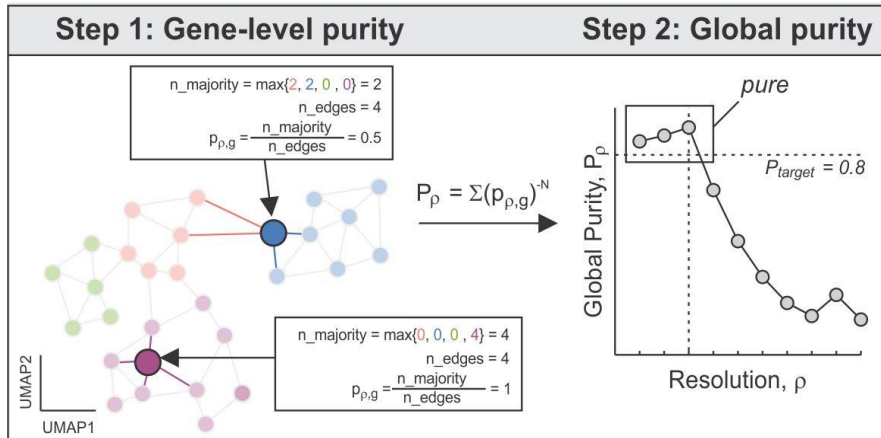 Step 1: Gene-level purity
n_majority = max{2, 2, 0 , 0} = 2
n_edges = 4
pρ,g = n_majority / n_edges = 0.5
Pρ = Σ(pρ,g)-N
n_majority = max{0, 0, 0 , 4} = 4
n_edges = 4
pρ,g = n_majority / n_edges = 1
UMAP2
UMAP1
Step 2: Global purity
pure
Ptarget = 0.8
Global Purity, Pρ
Resolution, ρ